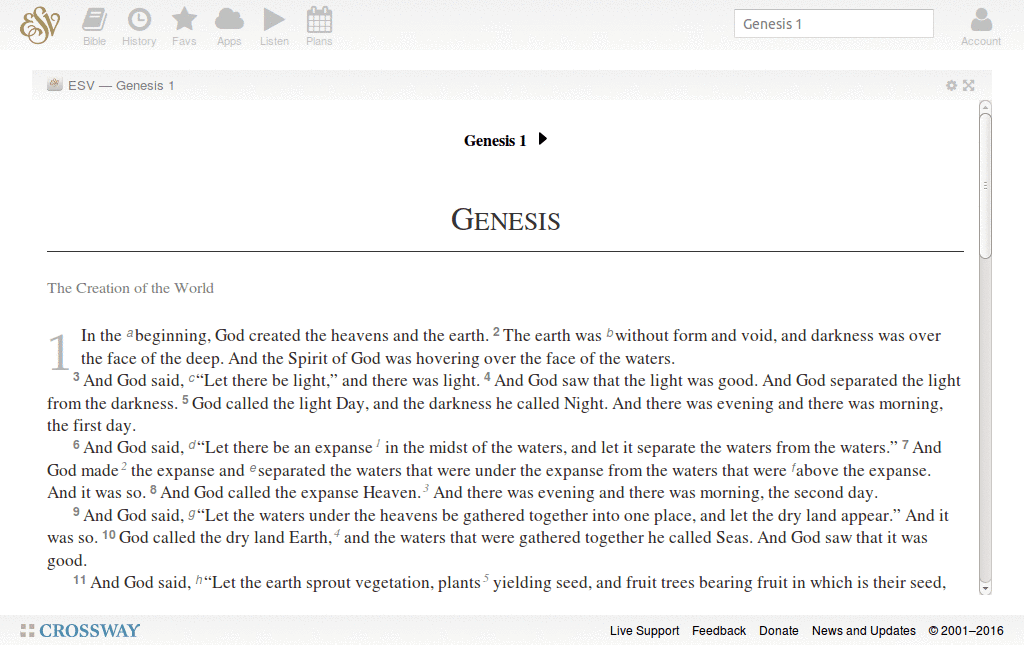 ESV
Bible History Favs Apps Listen Plans
Genesis 1
Account
ESV — Genesis 1
Genesis 1
GENESIS
The Creation of the World
1 In the a beginning, God created the heavens and the earth. 2 The earth was b without form and void, and darkness was over
the face of the deep. And the Spirit of God was hovering over the face of the waters.
3 And God said, c “Let there be light,” and there was light. 4 And God saw that the light was good. And God separated the light
from the darkness. 5 God called the light Day, and the darkness he called Night. And there was evening and there was morning,
the first day.
6 And God said, d “Let there be an expanse 1 in the midst of the waters, and let it separate the waters from the waters.” 7 And
God made 2 the expanse and e separated the waters that were under the expanse from the waters that were f above the expanse.
And it was so. 8 And God called the expanse Heaven. 3 And there was evening and there was morning, the second day.
9 And God said, g “Let the waters under the heavens be gathered together into one place, and let the dry land appear.” And it
was so. 10 God called the dry land Earth, 4 and the waters that were gathered together he called Seas. And God saw that it was
good.
11 And God said, h “Let the earth sprout vegetation, plants 5 yielding seed, and fruit trees bearing fruit in which is their seed,
CROSSWAY
Live Support Feedback Donate News and Updates © 2001–2016